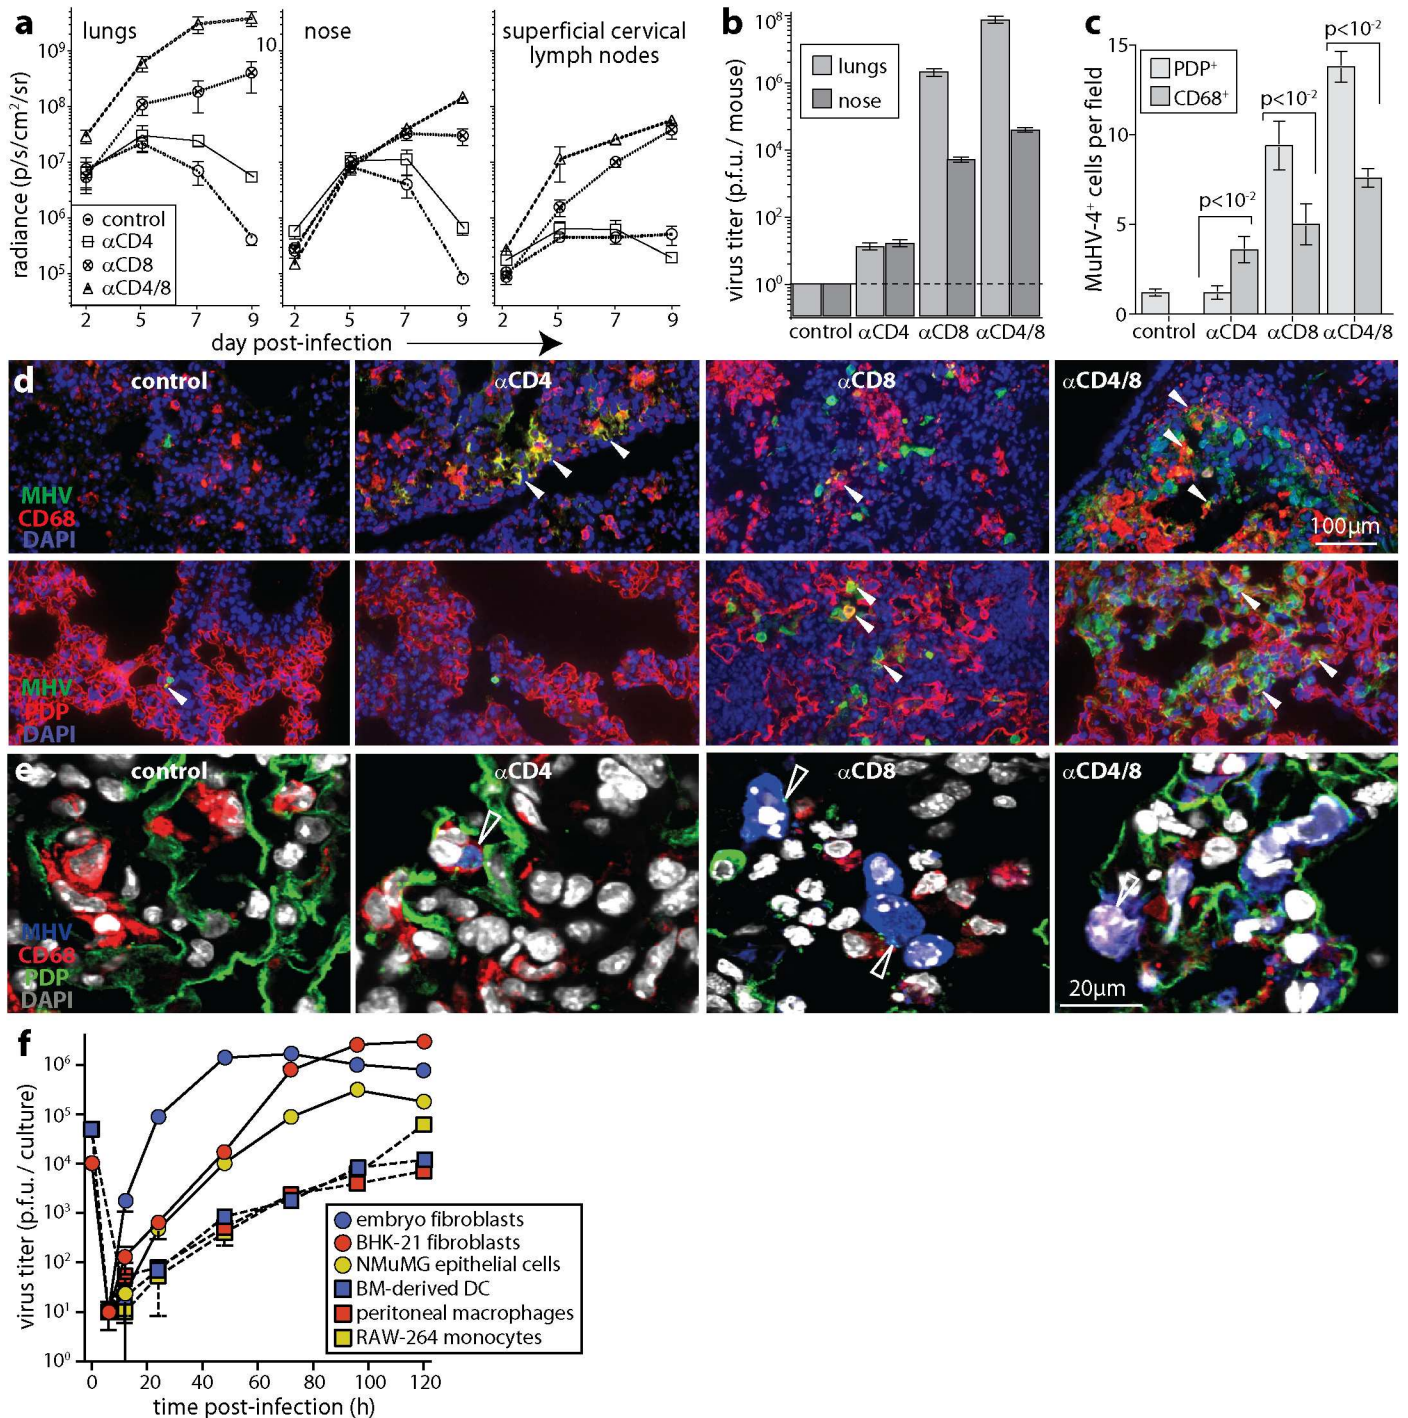 a
lungs
nose
superficial cervical
lymph nodes
radiance (p/s/cm²/sr)
10⁹
10⁸
10⁷
10⁶
10⁵
10
control
αCD4
αCD8
αCD4/8
2 5 7 9
2 5 7 9
2 5 7 9
day post-infection
b
virus titer (p.f.u./ mouse)
10⁸
10⁶
10⁴
10²
10⁰
lungs
nose
control αCD4 αCD8 αCD4/8
c
MuHV-4⁺ cells per field
15
10
5
0
PDP⁺
CD68⁺
p<10⁻²
p<10⁻²
p<10⁻²
control αCD4 αCD8 αCD4/8
d
control
αCD4
αCD8
αCD4/8
MHV
CD68
DAPI
100µm
MHV
PDP
DAPI
e
control
αCD4
αCD8
αCD4/8
MHV
CD68
PDP
DAPI
20µm
f
virus titer (p.f.u./ culture)
10⁶
10⁵
10⁴
10³
10²
10¹
10⁰
embryo fibroblasts
BHK-21 fibroblasts
NMuMG epithelial cells
BM-derived DC
peritoneal macrophages
RAW-264 monocytes
0 20 40 60 80 100 120
time post-infection (h)